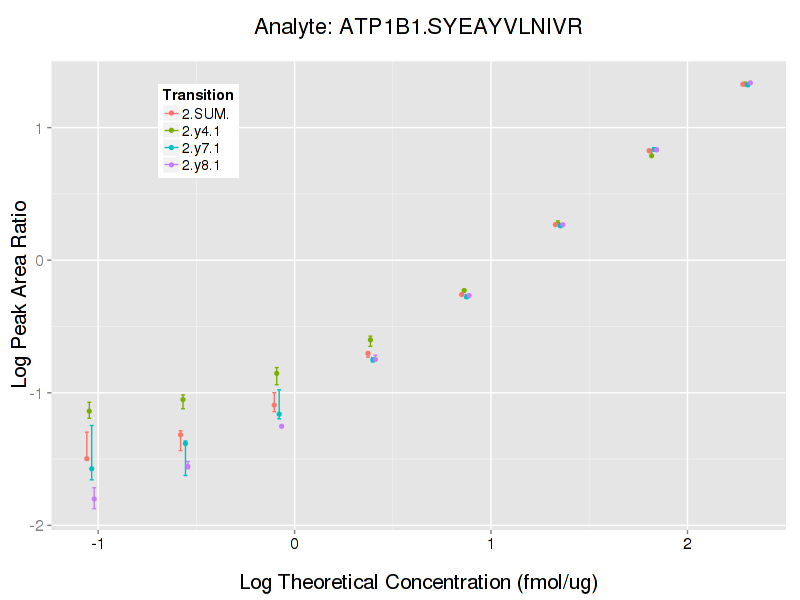 Analyte: ATP1B1.SYEAYVLNIVR
Transition
2.SUM.
2.y4.1
2.y7.1
2.y8.1
Log Peak Area Ratio
1
0
-1
-2
-1 0 1 2
Log Theoretical Concentration (fmol/ug)